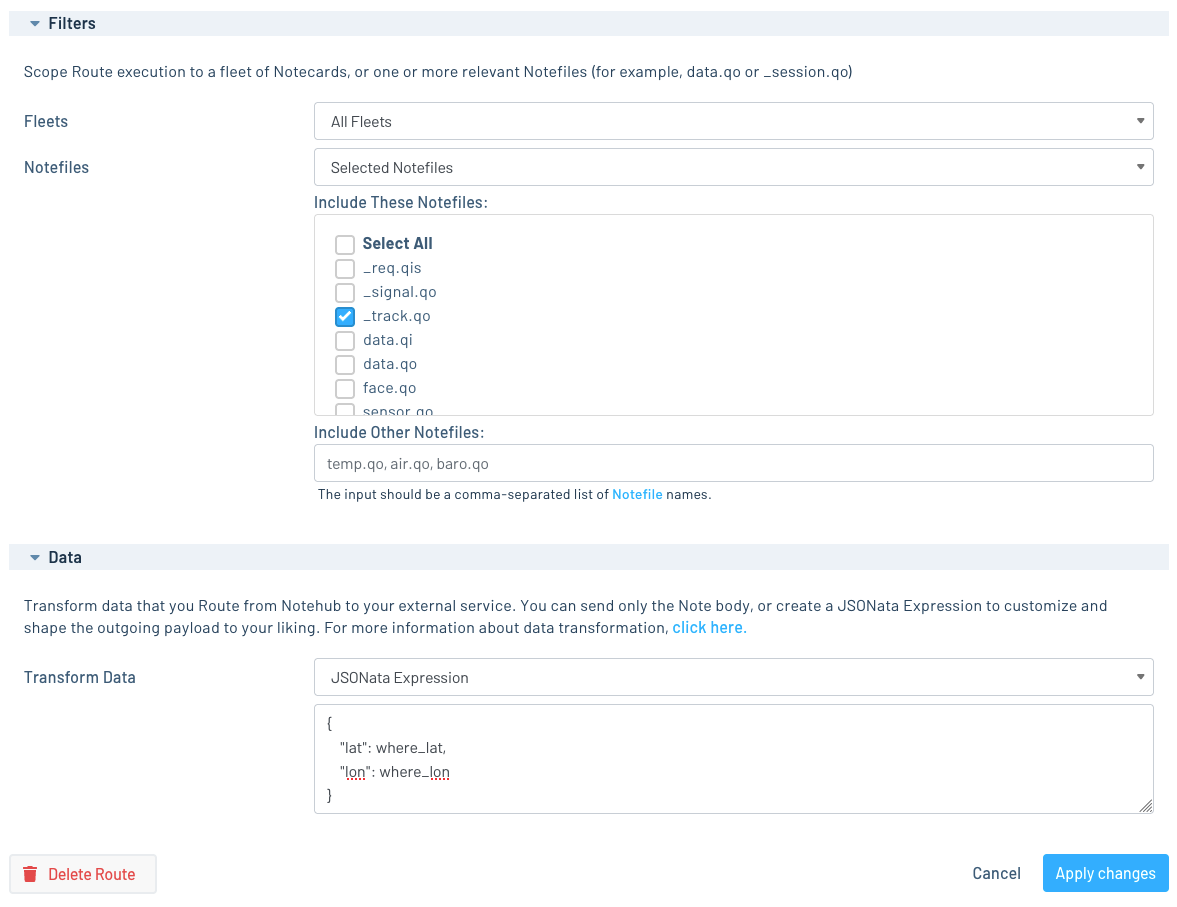 Filters
Scope Route execution to a fleet of Notecards, or one or more relevant Notefiles (for example, data.qo or _session.qo)
Fleets
All Fleets
Notefiles
Selected Notefiles
Include These Notefiles:
Select All
_req.qis
_signal.qo
_track.qo
data.qi
data.qo
face.qo
sensor.qo
Include Other Notefiles:
temp.qo, air.qo, baro.qo
The input should be a comma-separated list of Notefile names.
Data
Transform data that you Route from Notehub to your external service. You can send only the Note body, or create a JSONata Expression to customize and
shape the outgoing payload to your liking. For more information about data transformation, click here.
Transform Data
JSONata Expression
{
"lat": where_lat,
"lon": where_lon
}
Delete Route
Cancel
Apply changes